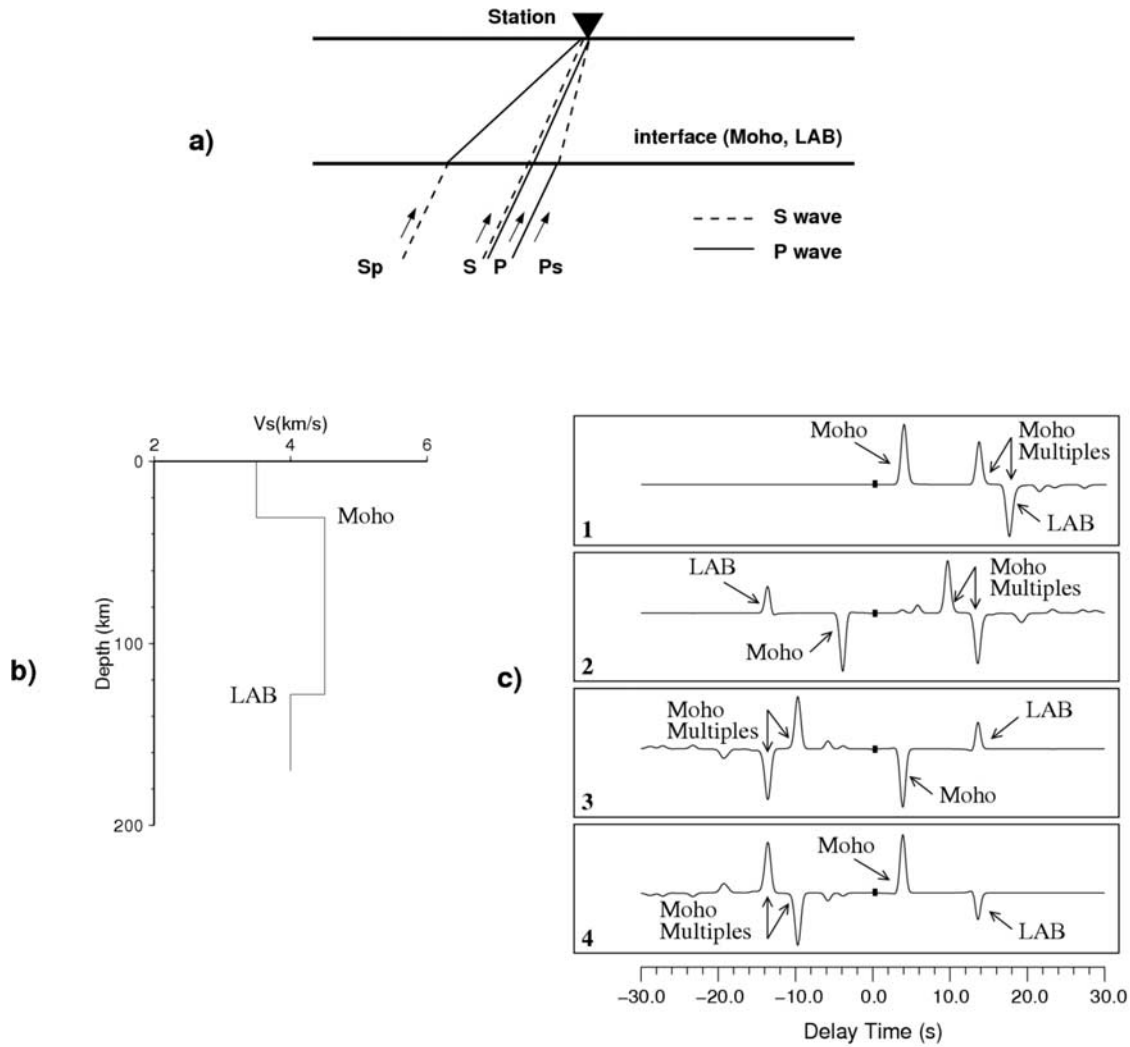 Station
a)
interface (Moho, LAB)
S wave
P wave
Sp
S
P
Ps
b)
Vs(km/s)
2
4
6
0
100
200
Depth (km)
Moho
LAB
c)
Moho
Moho
Multiples
LAB
1
LAB
Moho
Moho
Multiples
2
Moho
Multiples
LAB
Moho
3
Moho
Moho
Multiples
LAB
4
−30.0 −20.0 −10.0 0.0 10.0 20.0 30.0
Delay Time (s)